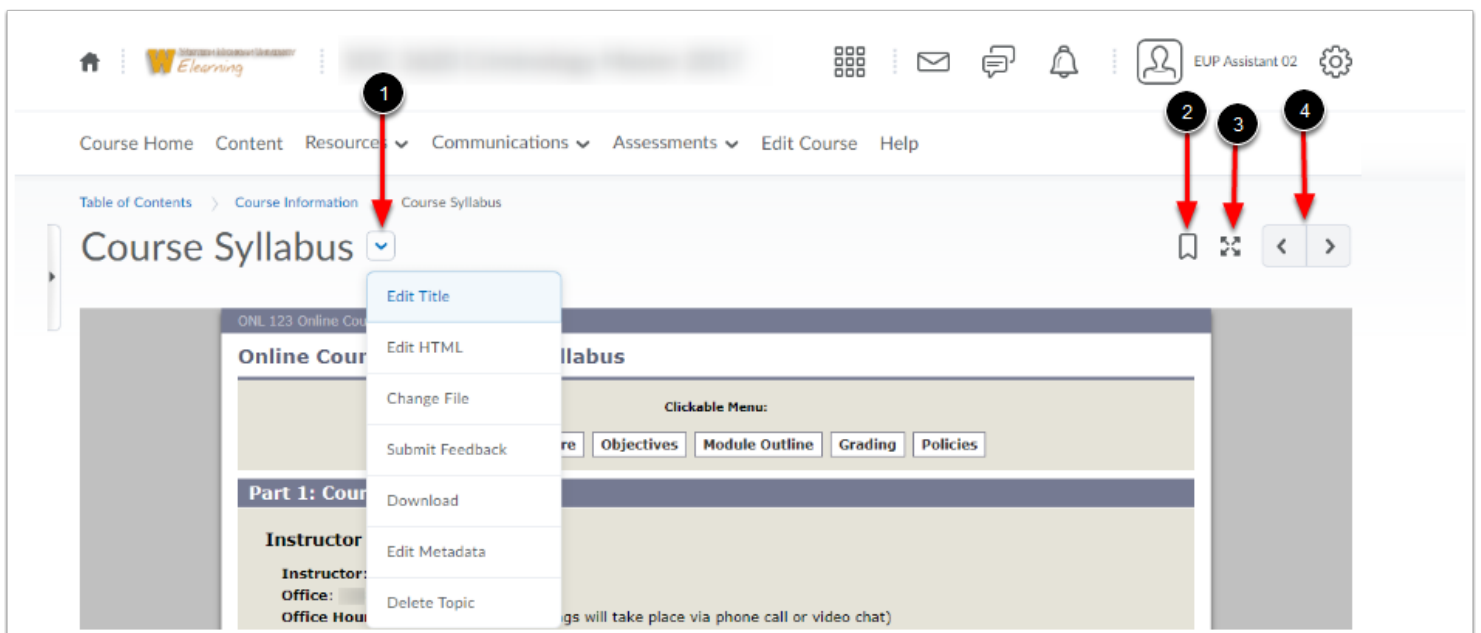 Elearning
EUP Assistant 02
1
2
3
4
Course Home Content Resources Communications Assessments Edit Course Help
Table of Contents Course Information Course Syllabus
Course Syllabus
Edit Title
Edit HTML
Change File
Submit Feedback
Download
Edit Metadata
Delete Topic
ONL 123 Online Cou
Online Cour llabus
Clickable Menu:
re Objectives Module Outline Grading Policies
Part 1: Cour
Instructor
Instructor:
Office:
Office Hou gs will take place via phone call or video chat)